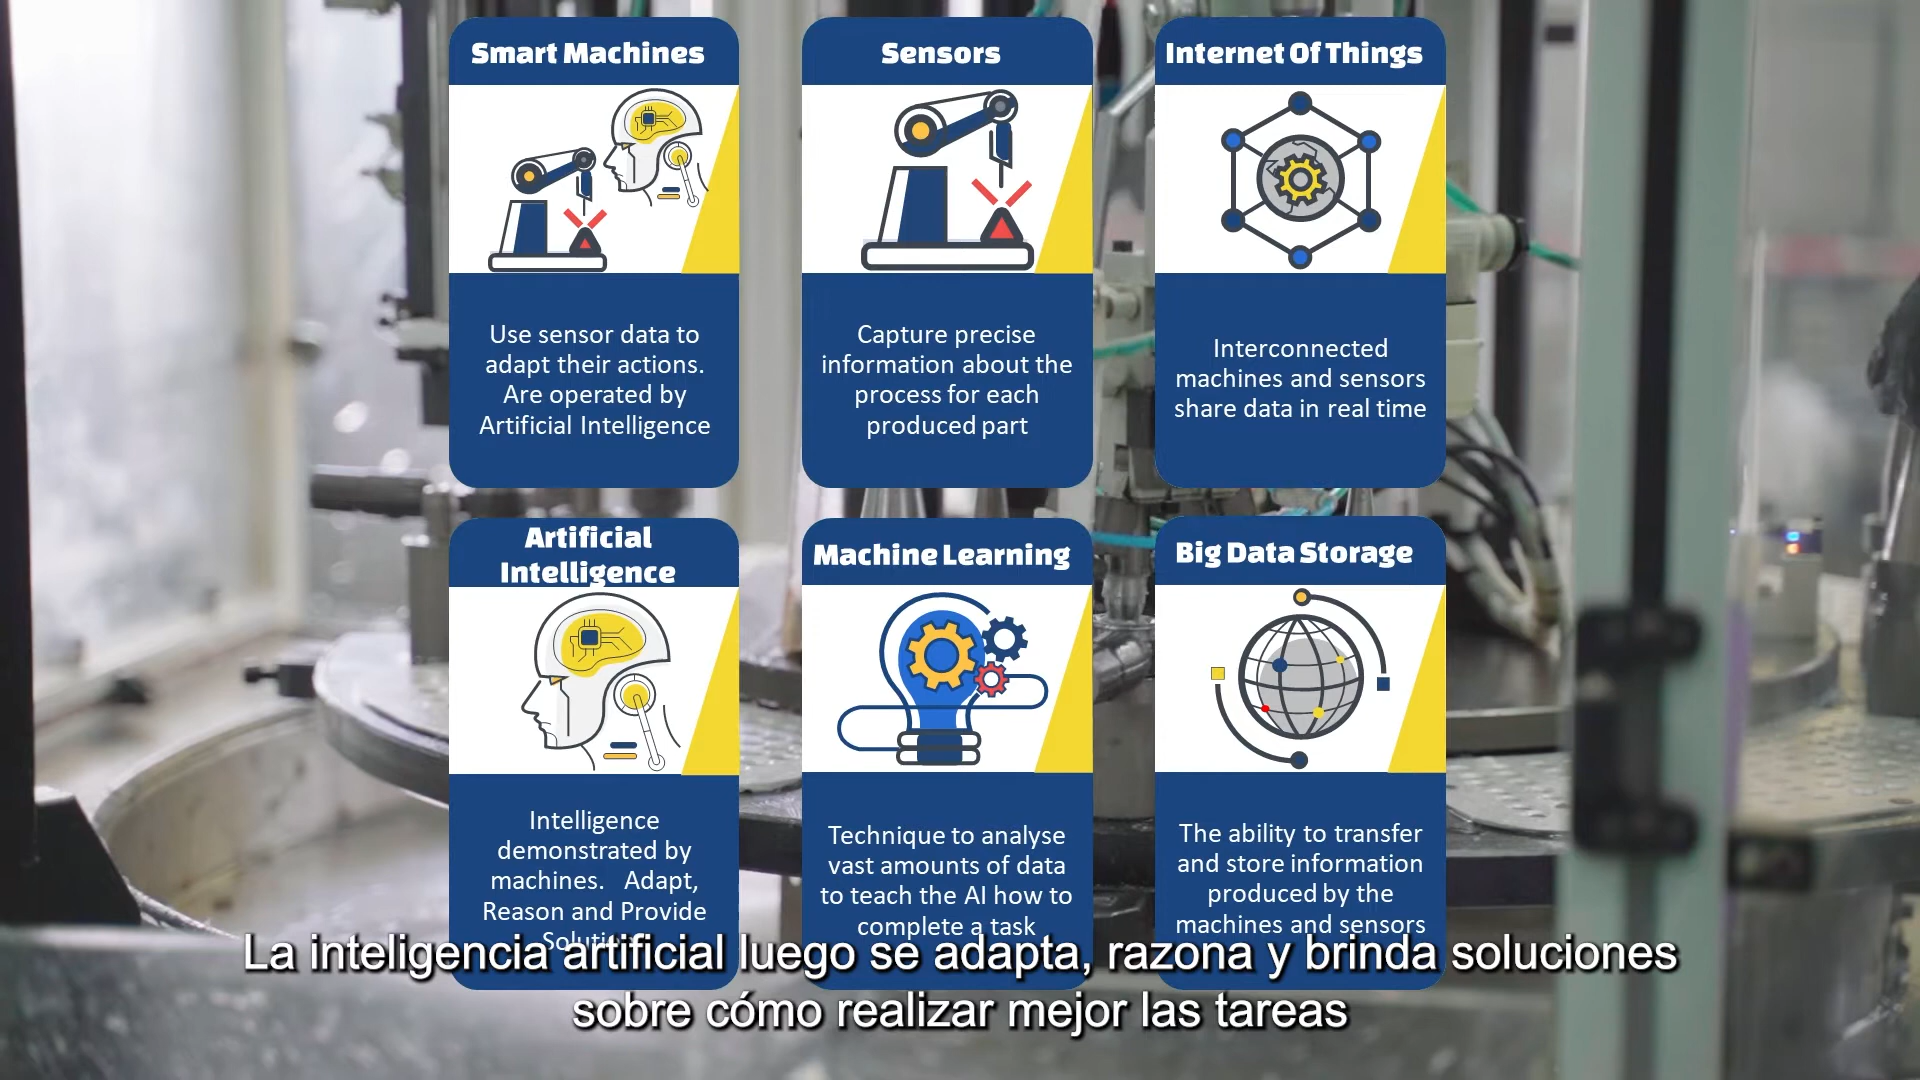 Smart Machines
Use sensor data to
adapt their actions.
Are operated by
Artificial Intelligence
Sensors
Capture precise
information about the
process for each
produced part
Internet Of Things
Interconnected
machines and sensors
share data in real time
Artificial
Intelligence
Intelligence
demonstrated by
machines. Adapt,
Reason and Provide
Machine Learning
Technique to analyse
vast amounts of data
to teach the AI how to
complete a task
Big Data Storage
The ability to transfer
and store information
produced by the
machines and sensors
La inteligencia artificial luego se adapta, razona y brinda soluciones
sobre cómo realizar mejor las tareas